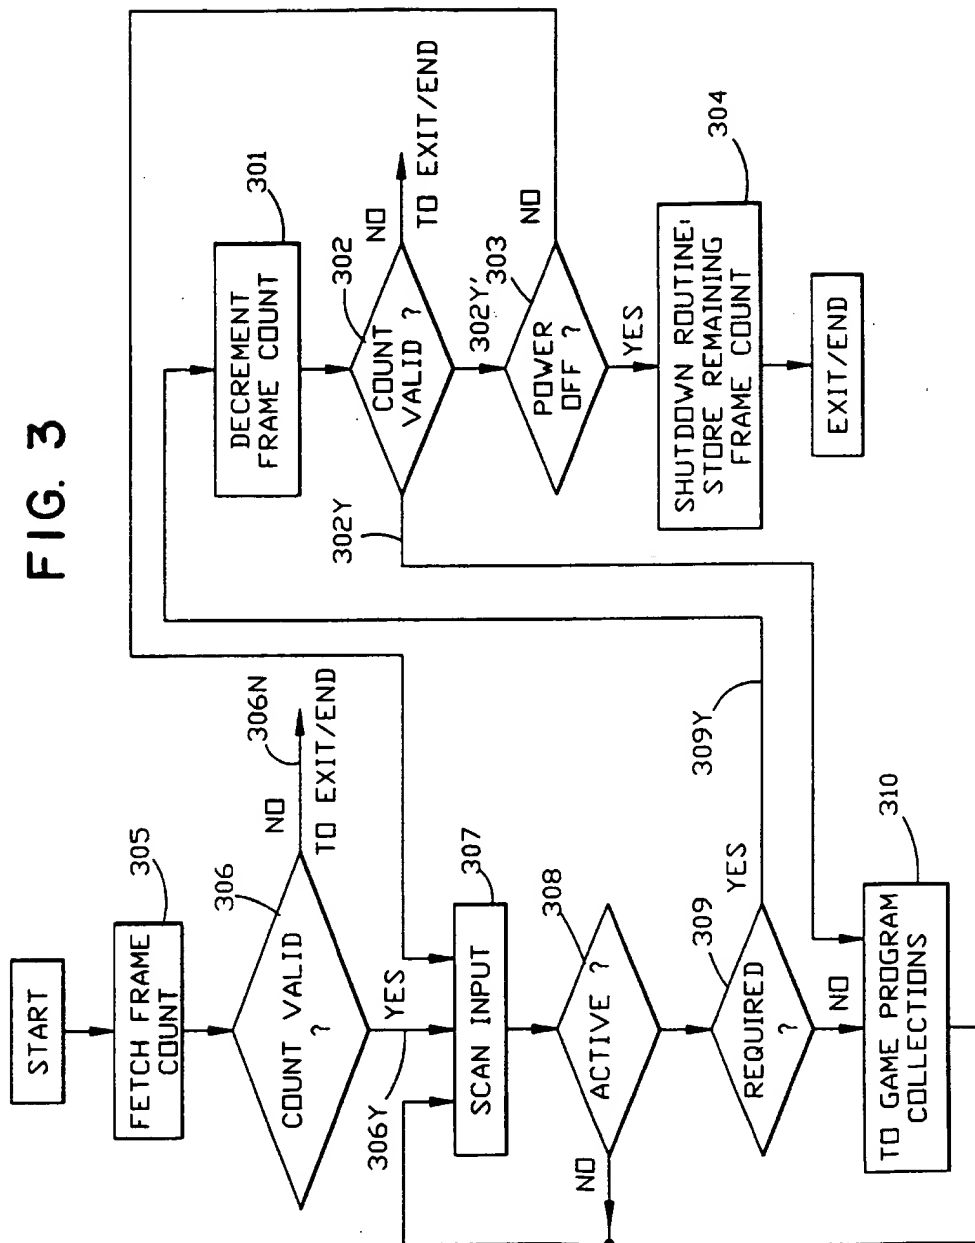 FIG. 3
START
FETCH FRAME
COUNT
305
COUNT VALID
?
306
NO
306N
TO EXIT/END
YES
306Y
SCAN INPUT
307
ACTIVE ?
308
NO
REQUIRED
?
309
YES
309Y
NO
TO GAME PROGRAM
COLLECTIONS
310
DECREMENT
FRAME COUNT
301
COUNT
VALID ?
302
NO
TO EXIT/END
302Y
302Y'
POWER
OFF ?
303
NO
YES
SHUTDOWN ROUTINE:
STORE REMAINING
FRAME COUNT
304
EXIT/END